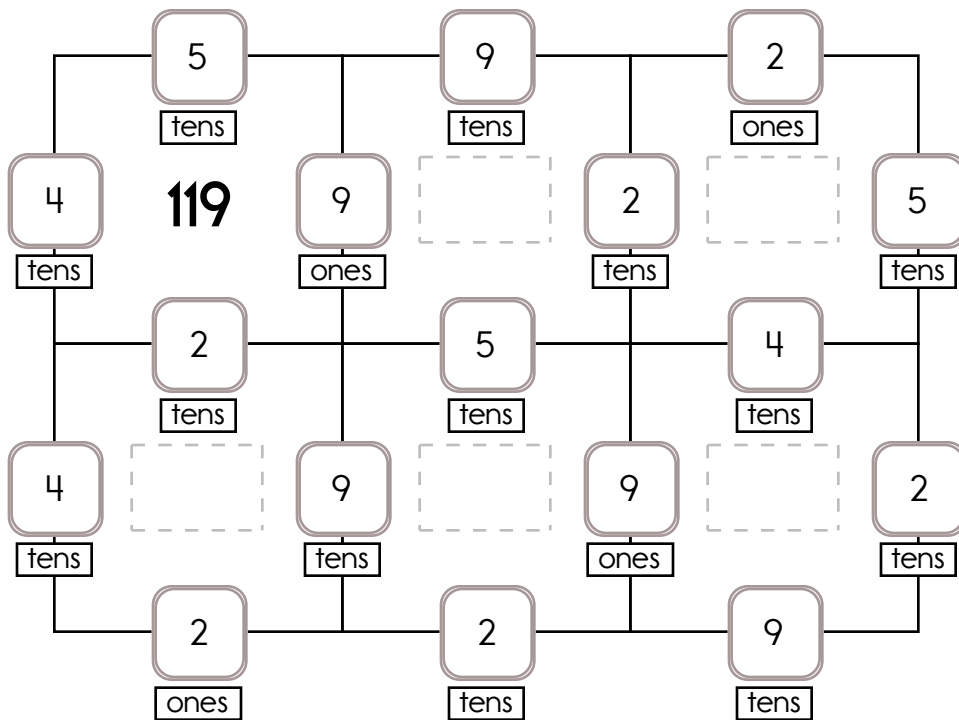 5 9 2
tens tens ones
4 119 9 2 5
tens ones tens tens
2 5 4
tens tens tens
4 9 9 2
tens tens ones tens
2 2 9
ones tens tens